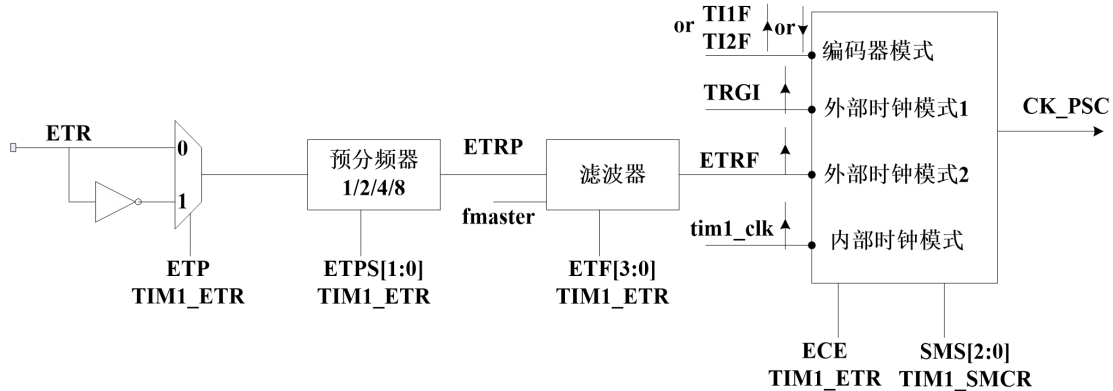 or TI1F or
TI2F
编码器模式
TRGI
外部时钟模式1
CK_PSC
ETR
0
预分频器
1/2/4/8
ETRP
滤波器
ETRF
外部时钟模式2
1
fmaster
tim1_clk
内部时钟模式
ETP
TIM1_ETR
ETPS[1:0]
TIM1_ETR
ETF[3:0]
TIM1_ETR
ECE
TIM1_ETR
SMS[2:0]
TIM1_SMCR